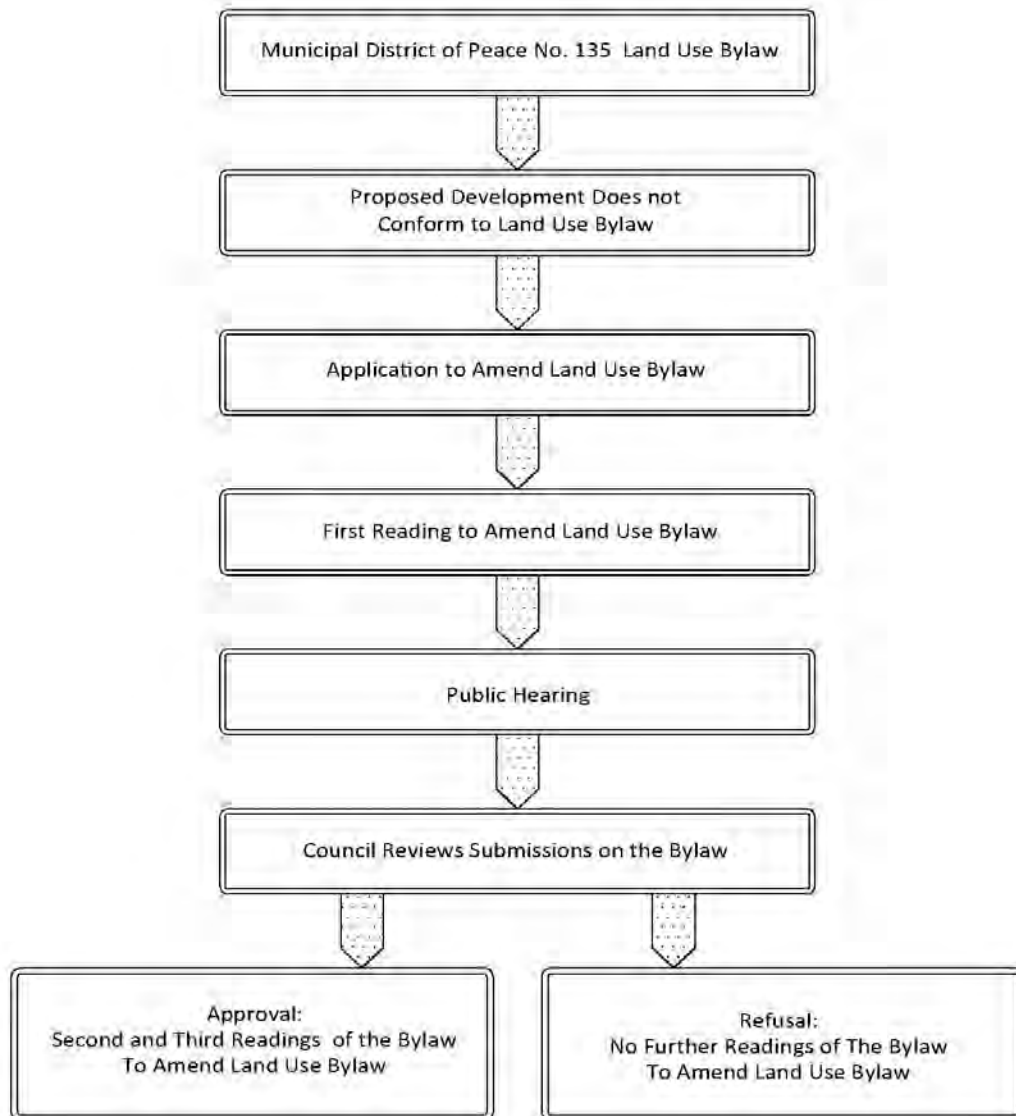 Municipal District of Peace No. 135 Land Use Bylaw
Proposed Development Does not
Conform to Land Use Bylaw
Application to Amend Land Use Bylaw
First Reading to Amend Land Use Bylaw
Public Hearing
Council Reviews Submissions on the Bylaw
Approval:
Second and Third Readings of the Bylaw
To Amend Land Use Bylaw
Refusal:
No Further Readings of The Bylaw
To Amend Land Use Bylaw